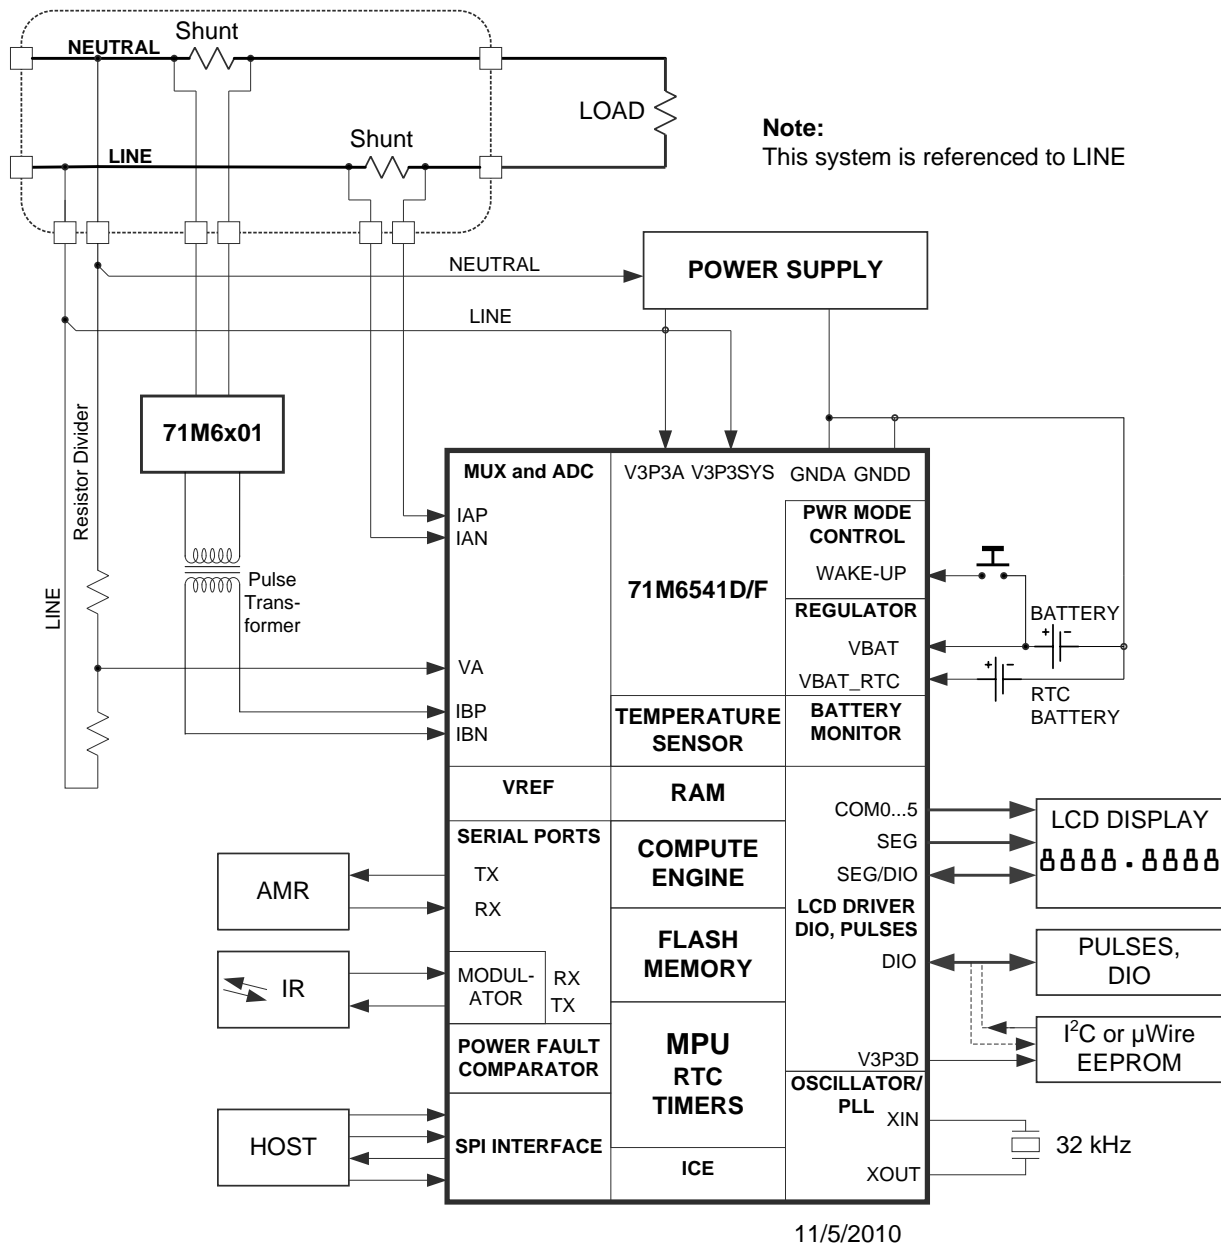 Shunt
NEUTRAL
LOAD
Note:
This system is referenced to LINE
Shunt
LINE
NEUTRAL
POWER SUPPLY
LINE
71M6x01
Resistor Divider
LINE
Pulse
Trans-
former
MUX and ADC
V3P3A V3P3SYS GNDA GNDD
IAP
IAN
PWR MODE
CONTROL
WAKE-UP
71M6541D/F
REGULATOR
BATTERY
VBAT
VA
VBAT_RTC
RTC
BATTERY
IBP
IBN
TEMPERATURE
SENSOR
BATTERY
MONITOR
VREF
RAM
COM0...5
LCD DISPLAY
SERIAL PORTS
COMPUTE
ENGINE
SEG
SEG/DIO
8888.8888
AMR
TX
RX
LCD DRIVER
DIO, PULSES
FLASH
MEMORY
DIO
PULSES,
DIO
IR
MODUL-
ATOR
RX
TX
MPU
RTC
TIMERS
I²C or µWire
EEPROM
POWER FAULT
COMPARATOR
V3P3D
OSCILLATOR/
PLL
XIN
HOST
SPI INTERFACE
32 kHz
ICE
XOUT
11/5/2010